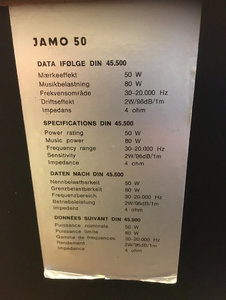 JAMO 50
DATA IFØLGE DIN 45.500
Mærkeeffekt 50 W
Musikbelastning 80 W
Frekvensområde 30-20.000 Hz
Driftseffekt 2W/96dB/1m
Impedans 4 ohm
SPECIFICATIONS DIN 45.500
Power rating 50 W
Music power 80 W
Frequency range 30-20.000 Hz
Sensitivity 2W/96dB/1m
Impedance 4 ohm
DATEN NACH DIN 45.500
Nennbelastbarkeit 50 W
Grenzbelastbarkeit 80 W
Frequenzbereich 30-20.000 Hz
Betriebsleistung 2W/96dB/1m
Impedanz 4 ohm
DONNÉES SUIVANT DIN 45.500
Puissance nominale 50 W
Puissance limite 80 W
Gamme de fréquences 30-20.000 Hz
Rendement 2W/96dB/1m
Impédance 4 ohm